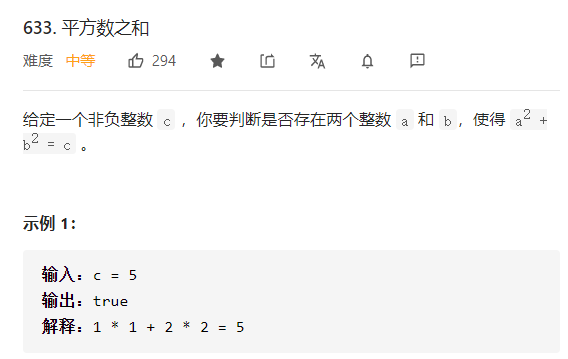 633. 平方数之和
难度 中等 294
给定一个非负整数 c ，你要判断是否存在两个整数 a 和 b，使得 a² +
b² = c 。
示例 1：
输入：c = 5
输出：true
解释：1 * 1 + 2 * 2 = 5